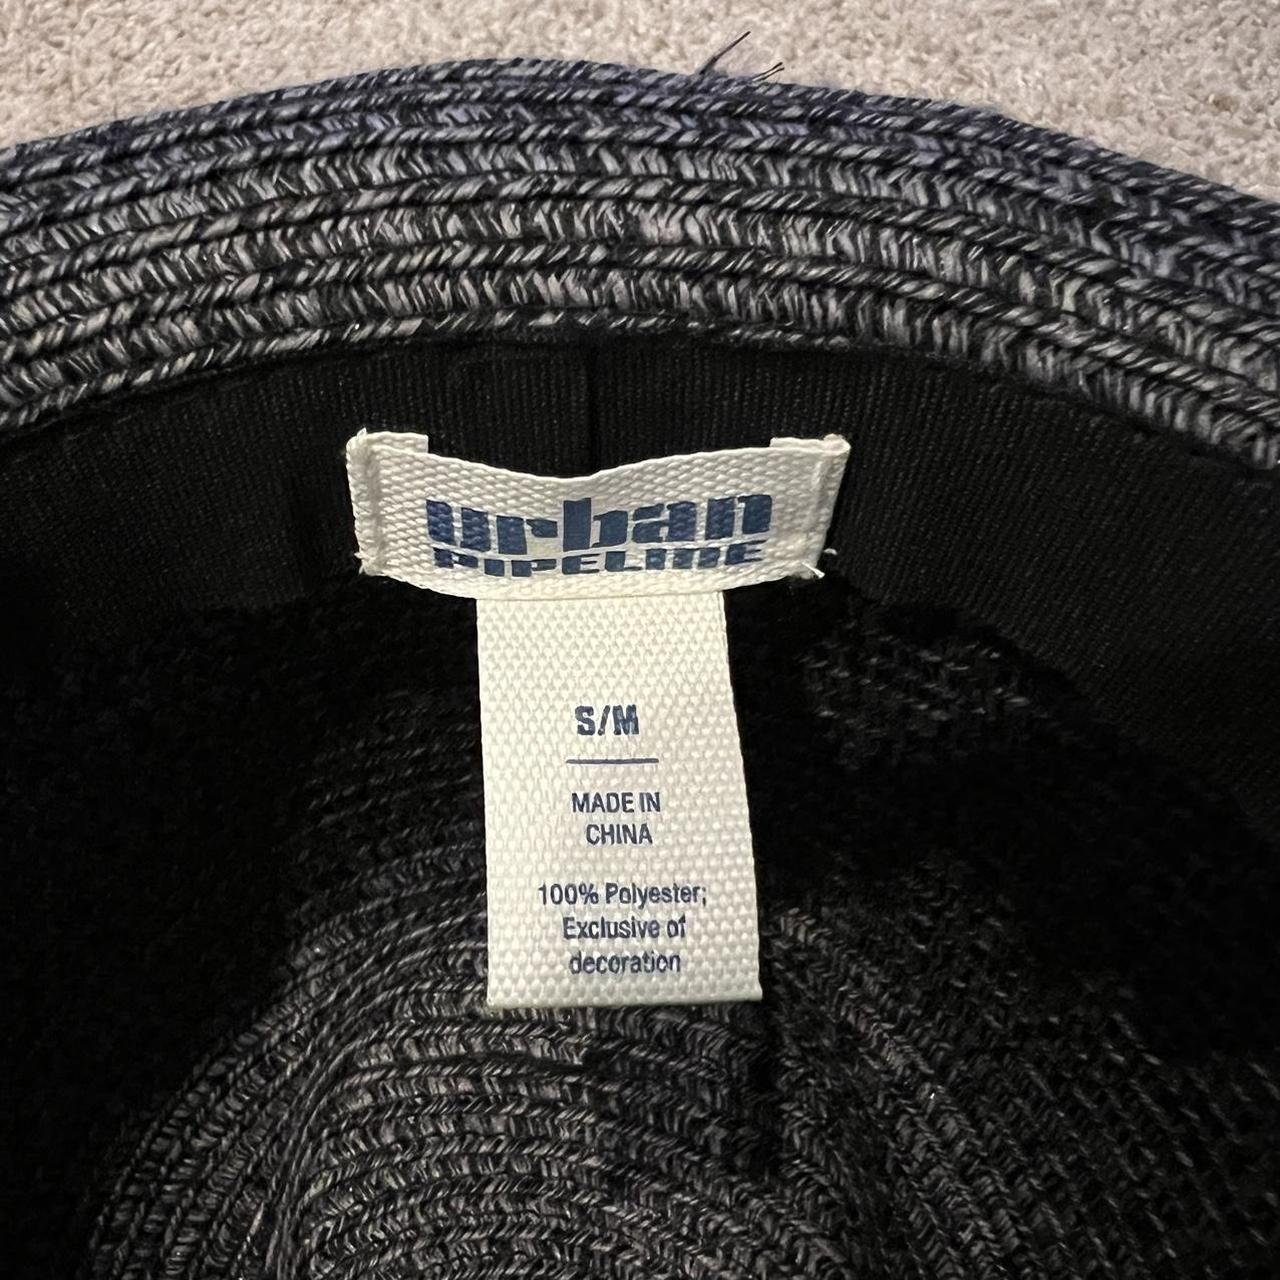 urban
PIPELINE
S/M
MADE IN
CHINA
100% Polyester;
Exclusive of
decoration